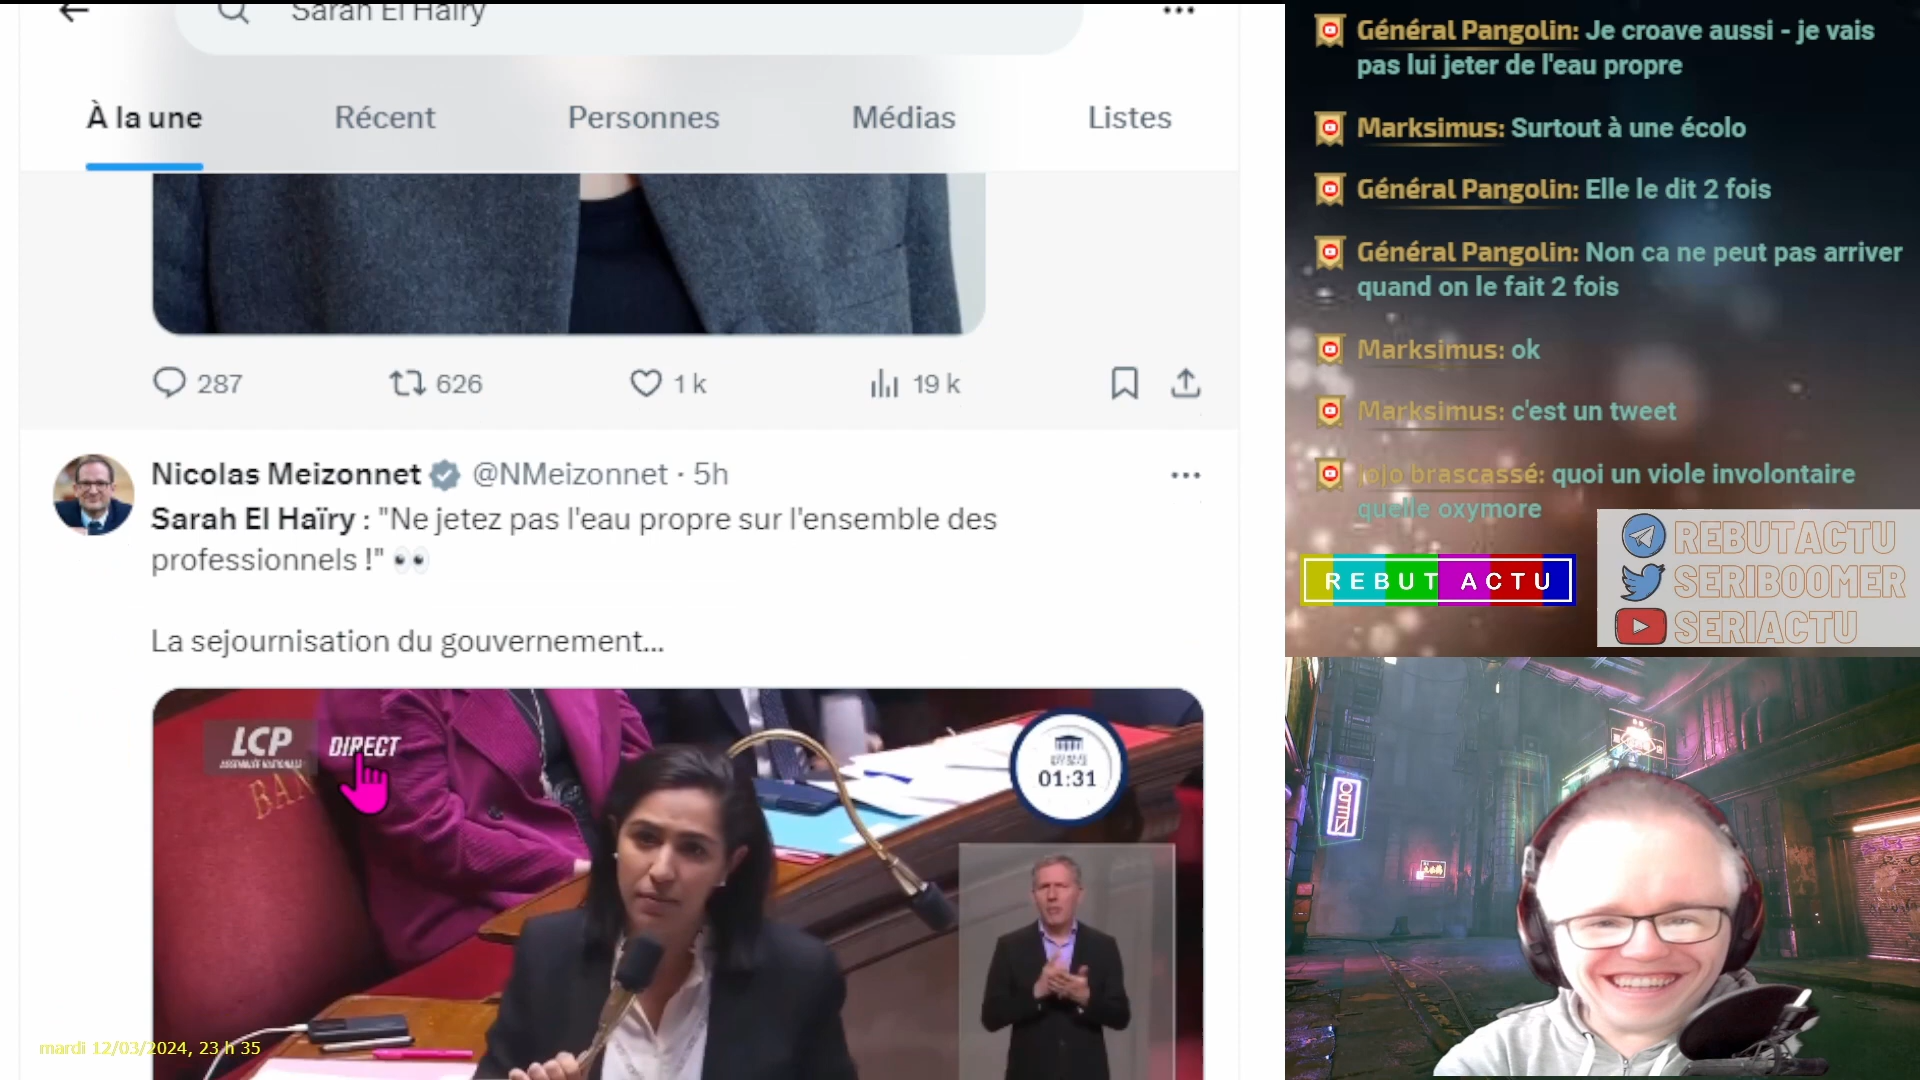 Sarah El Haïry
À la une
Récent
Personnes
Médias
Listes
287
626
1 k
19 k
Nicolas Meizonnet @NMeizonnet · 5h
Sarah El Haïry : "Ne jetez pas l'eau propre sur l'ensemble des
professionnels !" 👀
La sejournisation du gouvernement...
LCP
ASSEMBLÉE NATIONALE
DIRECT
BAN
01:31
mardi 12/03/2024, 23 h 35
Général Pangolin: Je croave aussi - je vais
pas lui jeter de l'eau propre
Marksimus: Surtout à une écolo
Général Pangolin: Elle le dit 2 fois
Général Pangolin: Non ca ne peut pas arriver
quand on le fait 2 fois
Marksimus: ok
Marksimus: c'est un tweet
jojo brascassé: quoi un viole involontaire
quelle oxymore
REBUT ACTU
REBUTACTU
SERIBOOMER
SERIACTU